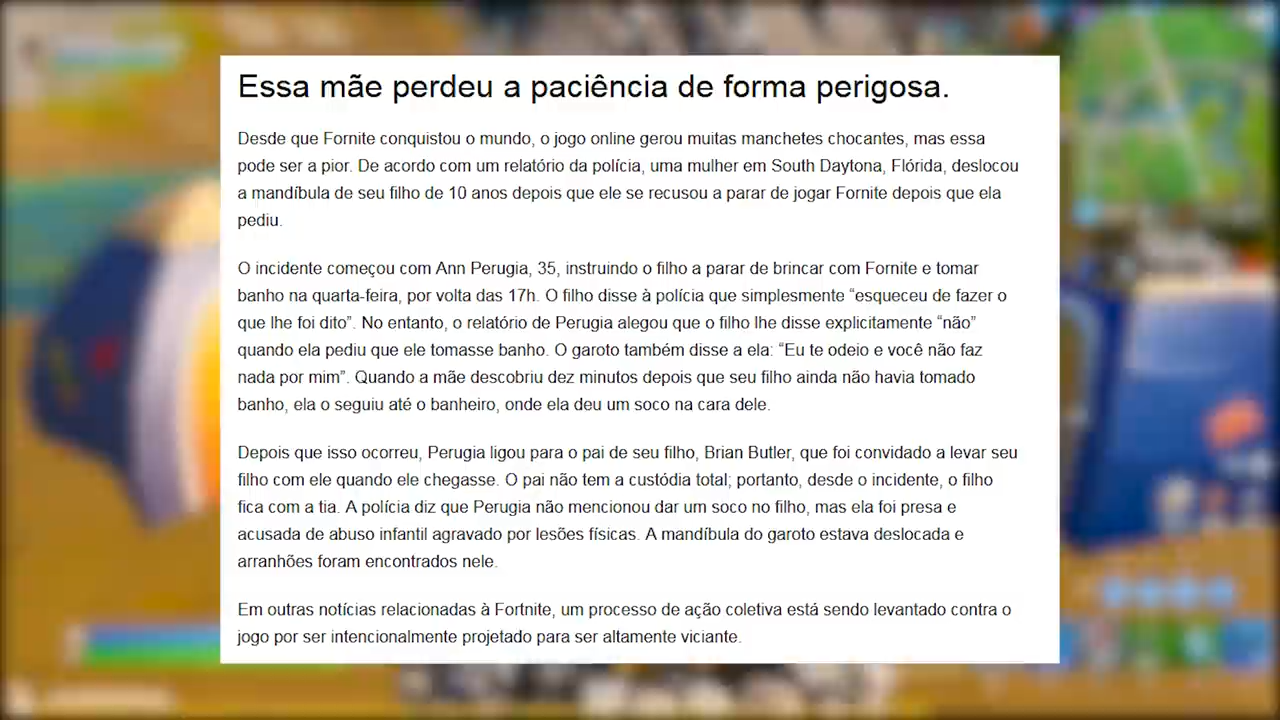 Essa mãe perdeu a paciência de forma perigosa.
Desde que Fornite conquistou o mundo, o jogo online gerou muitas manchetes chocantes, mas essa
pode ser a pior. De acordo com um relatório da polícia, uma mulher em South Daytona, Flórida, deslocou
a mandíbula de seu filho de 10 anos depois que ele se recusou a parar de jogar Fornite depois que ela
pediu.
O incidente começou com Ann Perugia, 35, instruindo o filho a parar de brincar com Fornite e tomar
banho na quarta-feira, por volta das 17h. O filho disse à polícia que simplesmente “esqueceu de fazer o
que lhe foi dito”. No entanto, o relatório de Perugia alegou que o filho lhe disse explicitamente “não”
quando ela pediu que ele tomasse banho. O garoto também disse a ela: “Eu te odeio e você não faz
nada por mim”. Quando a mãe descobriu dez minutos depois que seu filho ainda não havia tomado
banho, ela o seguiu até o banheiro, onde ela deu um soco na cara dele.
Depois que isso ocorreu, Perugia ligou para o pai de seu filho, Brian Butler, que foi convidado a levar seu
filho com ele quando ele chegasse. O pai não tem a custódia total; portanto, desde o incidente, o filho
fica com a tia. A polícia diz que Perugia não mencionou dar um soco no filho, mas ela foi presa e
acusada de abuso infantil agravado por lesões físicas. A mandíbula do garoto estava deslocada e
arranhões foram encontrados nele.
Em outras notícias relacionadas à Fortnite, um processo de ação coletiva está sendo levantado contra o
jogo por ser intencionalmente projetado para ser altamente viciante.